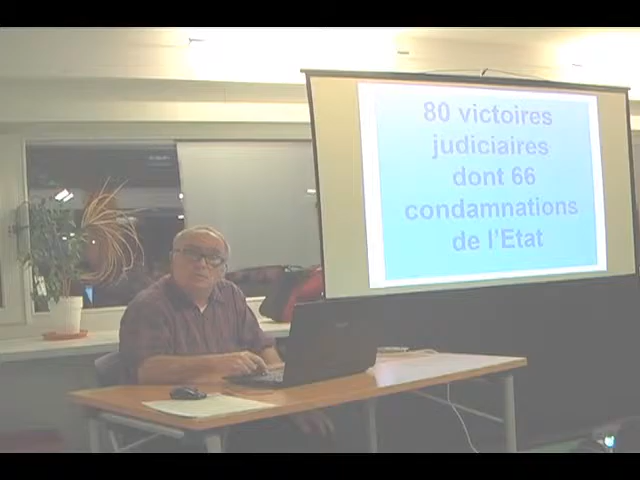 80 victoires
judiciaires
dont 66
condamnations
de l'Etat